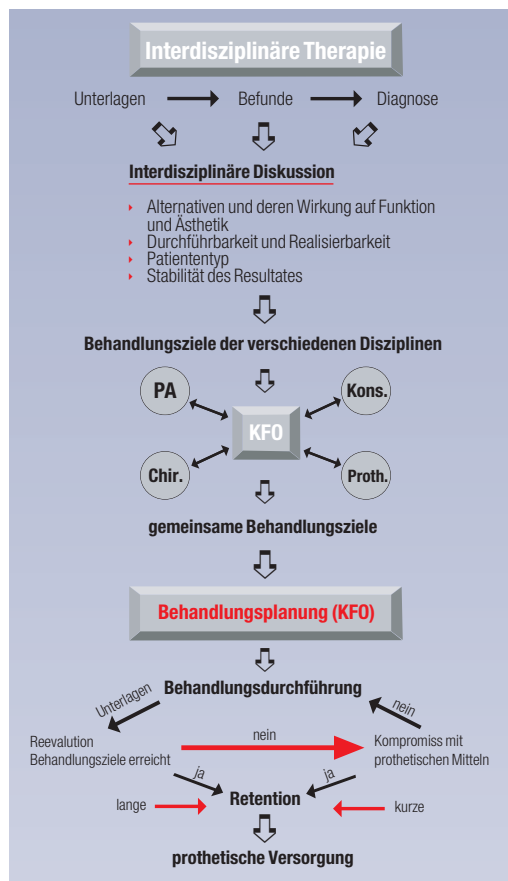 Interdisziplinäre Therapie
Unterlagen Befunde Diagnose
Interdisziplinäre Diskussion
Alternativen und deren Wirkung auf Funktion
und Ästhetik
Durchführbarkeit und Realisierbarkeit
Patiententyp
Stabilität des Resultates
Behandlungsziele der verschiedenen Disziplinen
PA Kons.
KFO
Chir. Proth.
gemeinsame Behandlungsziele
Behandlungsplanung (KFO)
Behandlungsdurchführung
Unterlagen nein
nein
Reevalution
Behandlungsziele erreicht
Kompromiss mit
prothetischen Mitteln
ja ja
lange Retention kurze
prothetische Versorgung